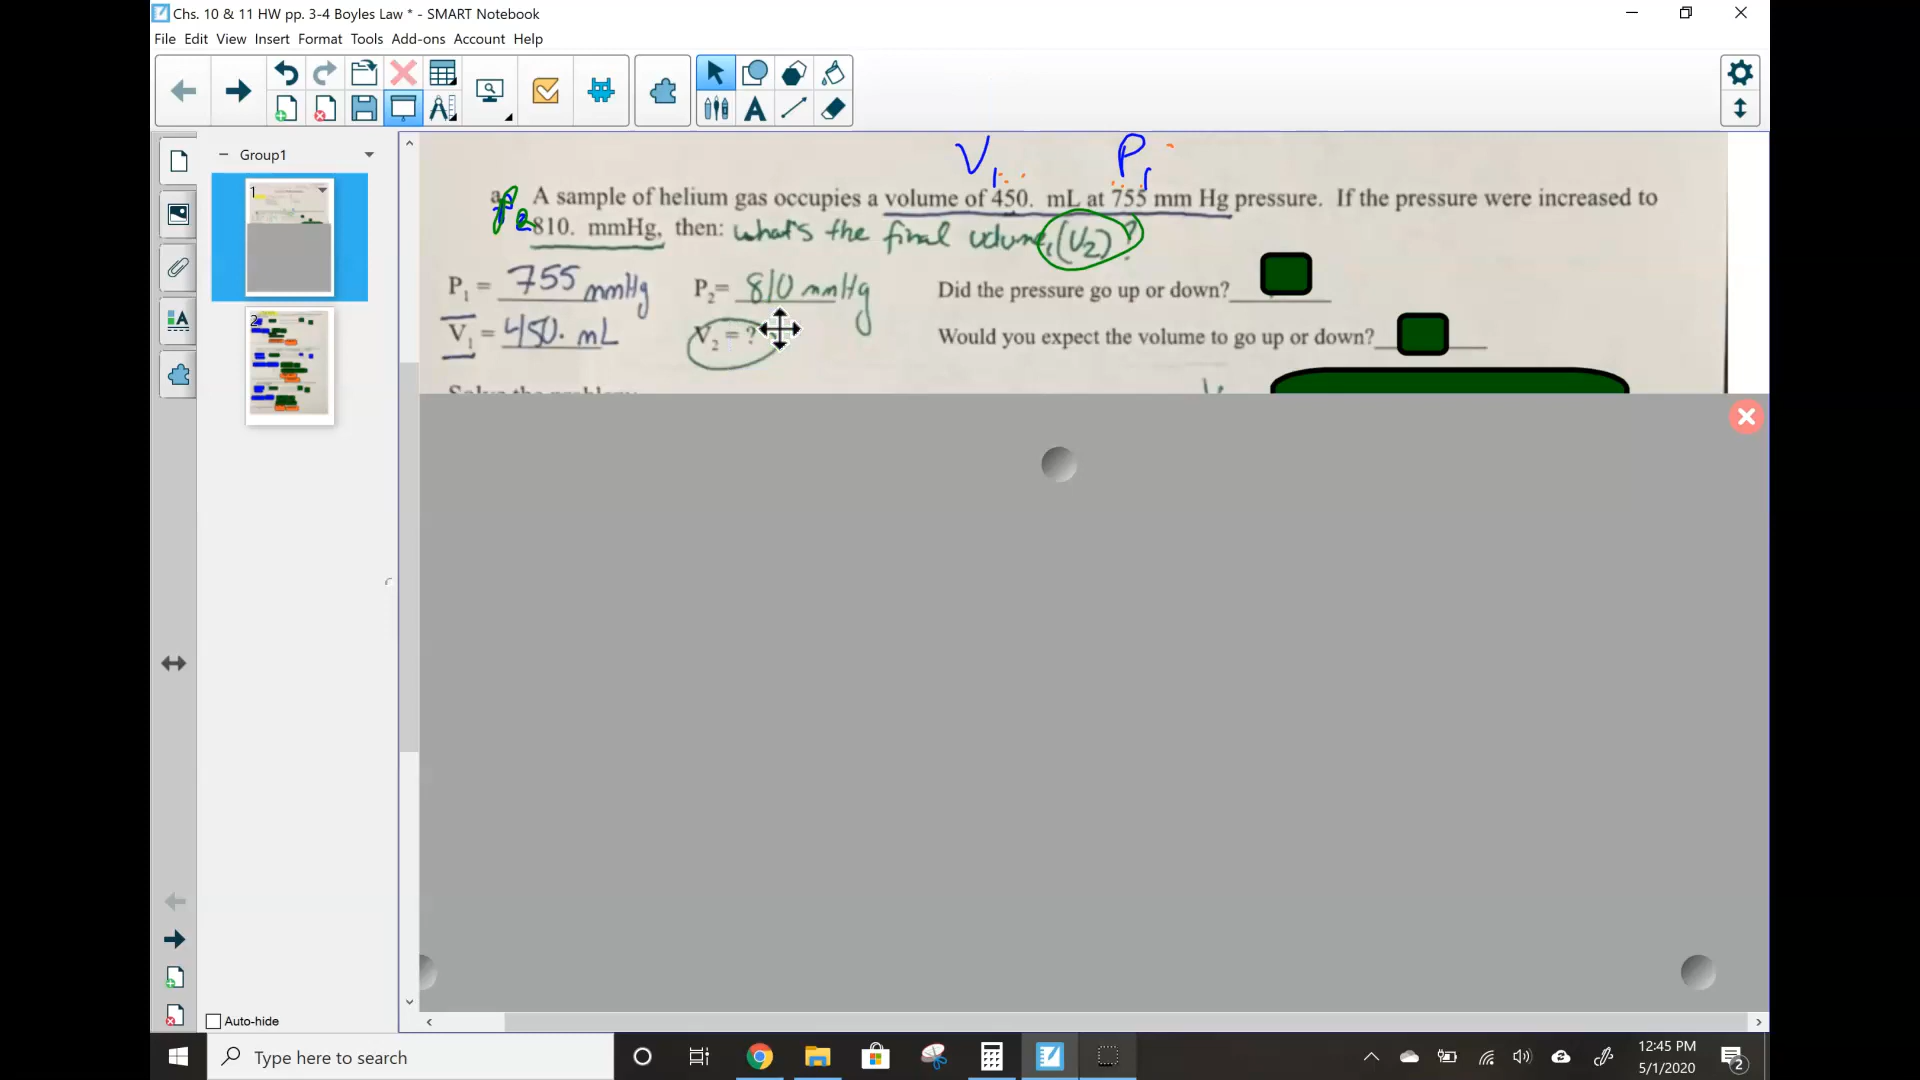 Chs. 10 & 11 HW pp. 3-4 Boyles Law * - SMART Notebook
File Edit View Insert Format Tools Add-ons Account Help
Group1
1
2
V1 P1
A sample of helium gas occupies a volume of 450. mL at 755 mm Hg pressure. If the pressure were increased to
P2 810. mmHg, then: what's the final volume, (V2)?
P1 = 755 mmHg P2= 810 mmHg Did the pressure go up or down?
V1 = 450. mL V2 = ? Would you expect the volume to go up or down?
Auto-hide
Type here to search
12:45 PM
5/1/2020
2